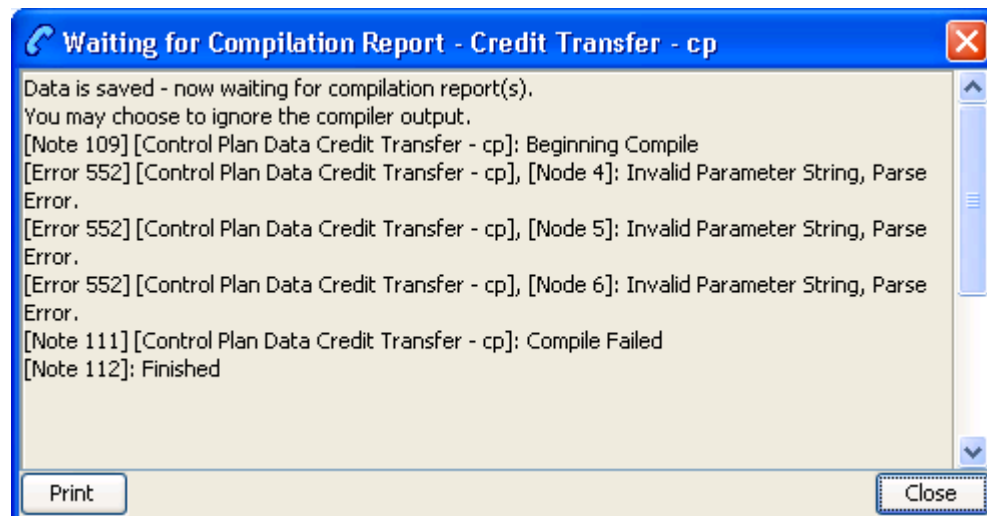 Waiting for Compilation Report - Credit Transfer - cp
Data is saved - now waiting for compilation report(s).
You may choose to ignore the compiler output.
[Note 109] [Control Plan Data Credit Transfer - cp]: Beginning Compile
[Error 552] [Control Plan Data Credit Transfer - cp], [Node 4]: Invalid Parameter String, Parse
Error.
[Error 552] [Control Plan Data Credit Transfer - cp], [Node 5]: Invalid Parameter String, Parse
Error.
[Error 552] [Control Plan Data Credit Transfer - cp], [Node 6]: Invalid Parameter String, Parse
Error.
[Note 111] [Control Plan Data Credit Transfer - cp]: Compile Failed
[Note 112]: Finished
Print
Close